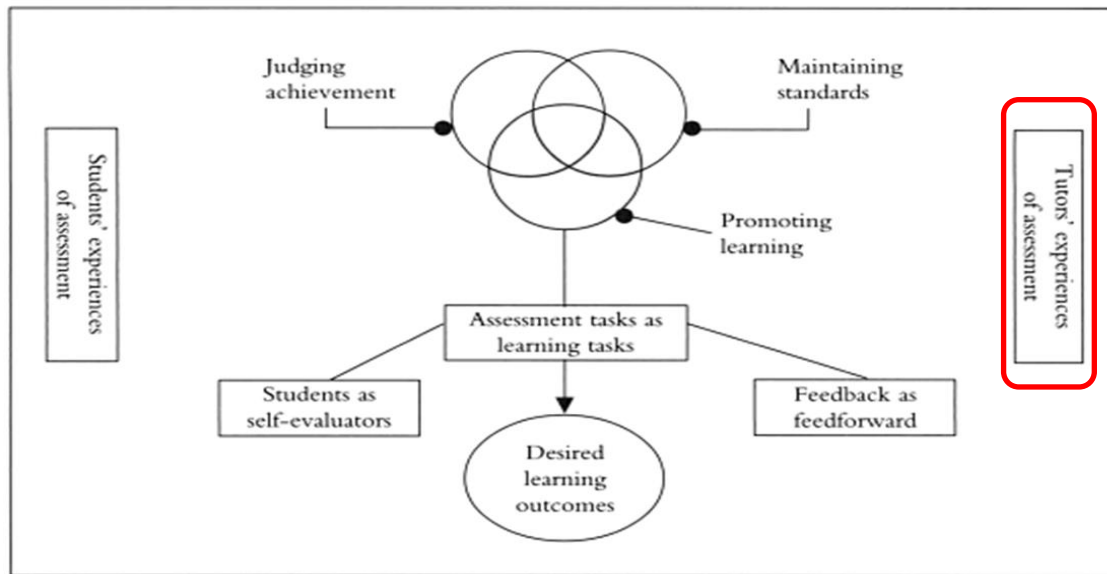 Judging
achievement
Maintaining
standards
Students' experiences
of assessment
Tutors' experiences
of assessment
Promoting
learning
Assessment tasks as
learning tasks
Students as
self-evaluators
Feedback as
feedforward
Desired
learning
outcomes